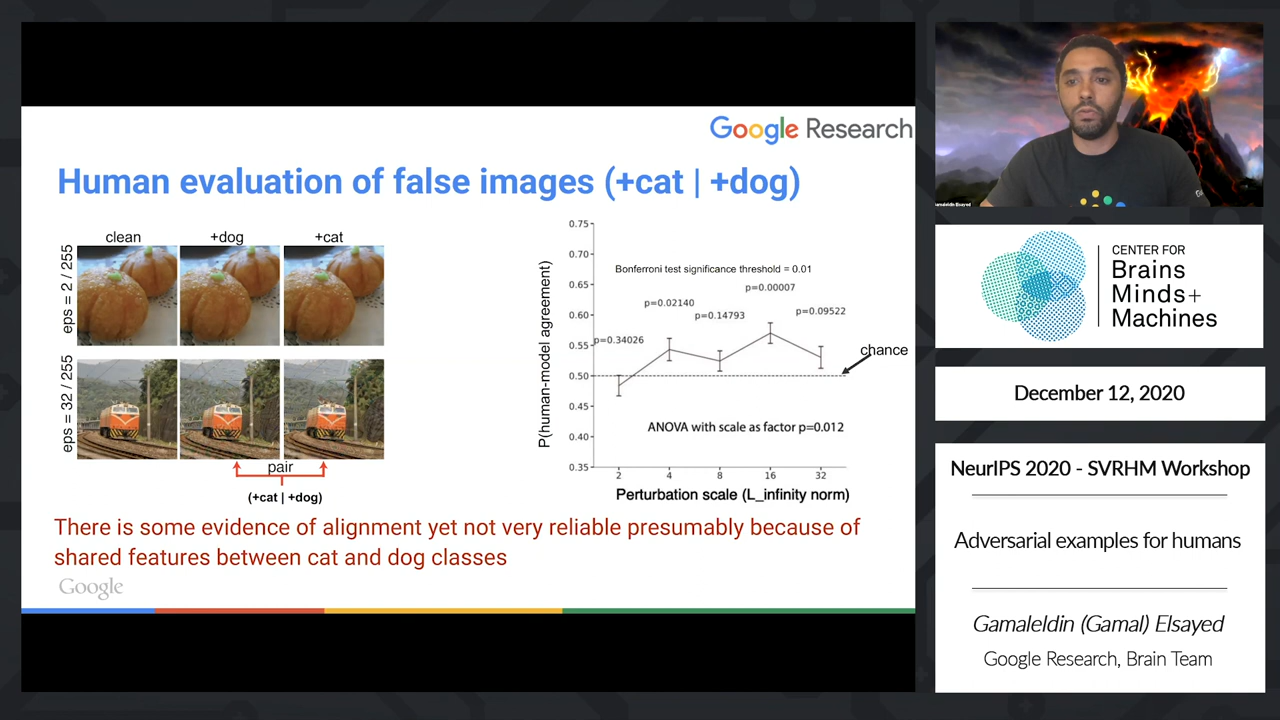 Google Research
Human evaluation of false images (+cat | +dog)
clean
+dog
+cat
eps = 2 / 255
eps = 32 / 255
pair
(+cat | +dog)
0.75
0.70
0.65
0.60
0.55
0.50
0.45
0.40
0.35
P(human-model agreement)
Bonferroni test significance threshold = 0.01
p=0.34026
p=0.02140
p=0.14793
p=0.00007
p=0.09522
chance
ANOVA with scale as factor p=0.012
2
4
8
16
32
Perturbation scale (L_infinity norm)
There is some evidence of alignment yet not very reliable presumably because of
shared features between cat and dog classes
Google
Gamaleldin Elsayed
CENTER FOR
Brains
Minds+
Machines
December 12, 2020
NeurIPS 2020 - SVRHM Workshop
Adversarial examples for humans
Gamaleldin (Gamal) Elsayed
Google Research, Brain Team